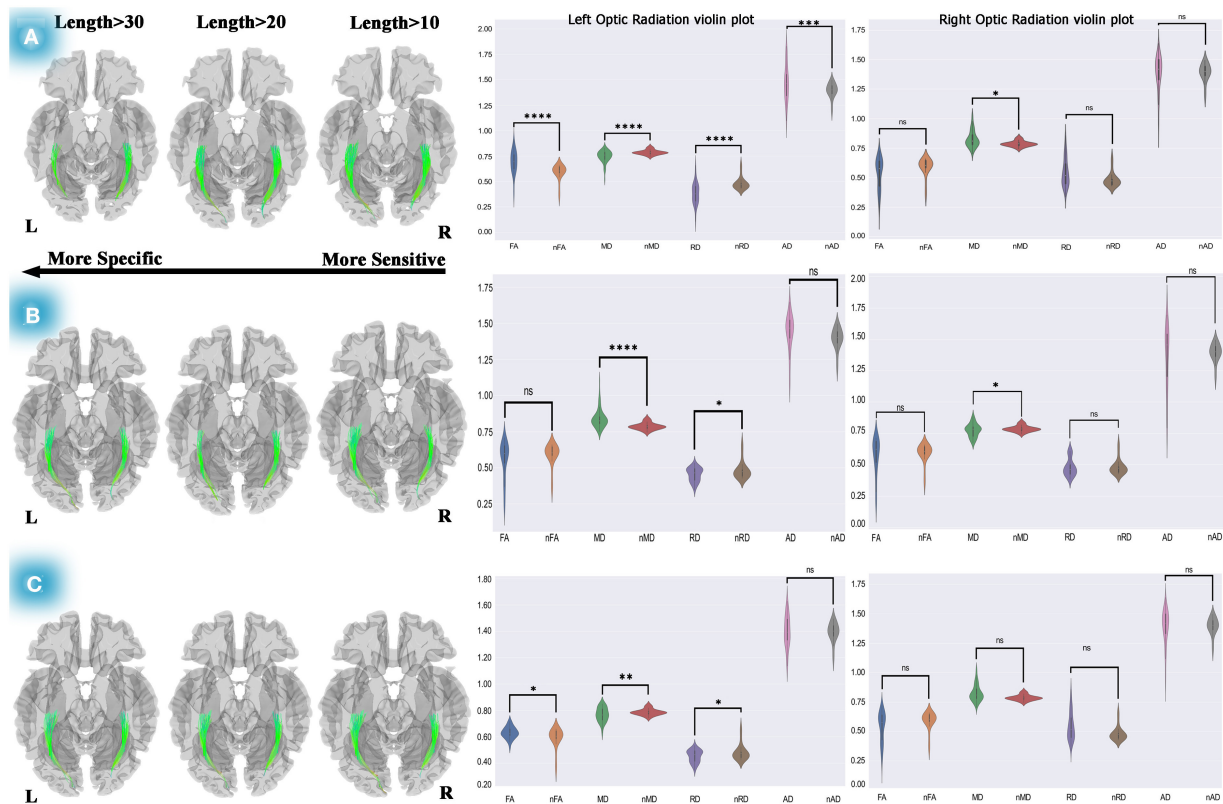 Length>30 Length>20 Length>10
A
L
R
More Specific More Sensitive
B
L
R
C
L
R
Left Optic Radiation violin plot
2.00
1.75
1.50
1.25
1.00
0.75
0.50
0.25
0.00
**** **** **** ***
FA nFA MD nMD RD nRD AD nAD
Right Optic Radiation violin plot
1.75
1.50
1.25
1.00
0.75
0.50
0.25
0.00
ns * ns ns
FA nFA MD nMD RD nRD AD nAD
1.75
1.50
1.25
1.00
0.75
0.50
0.25
ns **** * ns
FA nFA MD nMD RD nRD AD nAD
2.00
1.75
1.50
1.25
1.00
0.75
0.50
0.25
0.00
ns * ns ns
FA nFA MD nMD RD nRD AD nAD
1.80
1.60
1.40
1.20
1.00
0.80
0.60
0.40
0.20
* ** * ns
FA nFA MD nMD RD nRD AD nAD
1.75
1.50
1.25
1.00
0.75
0.50
0.25
0.00
ns ns ns ns
FA nFA MD nMD RD nRD AD nAD